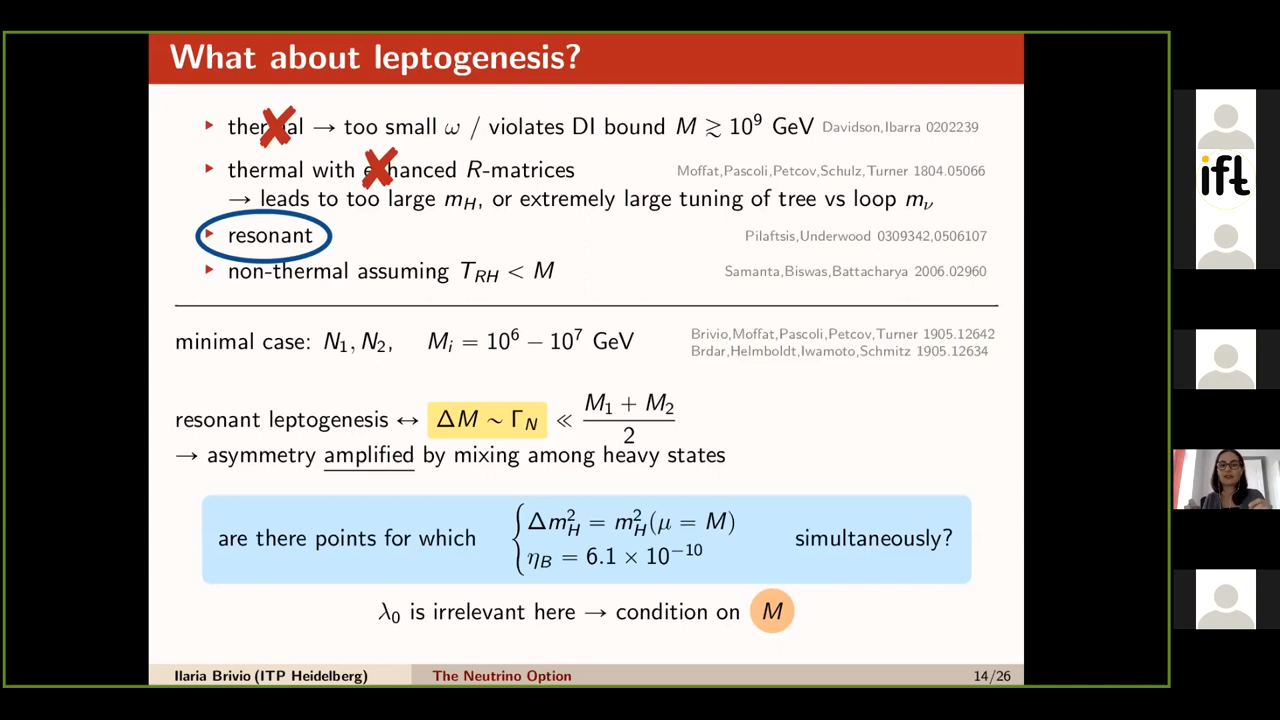 What about leptogenesis?
thermal → too small ω / violates DI bound M ≳ 10⁹ GeV Davidson,Ibarra 0202239
thermal with enhanced R-matrices Moffat,Pascoli,Petcov,Schulz,Turner 1804.05066
→ leads to too large m_H, or extremely large tuning of tree vs loop m_ν
resonant Pilaftsis,Underwood 0309342,0506107
non-thermal assuming T_RH < M Samanta,Biswas,Battacharya 2006.02960
minimal case: N₁, N₂, M_i = 10⁶ − 10⁷ GeV Brivio,Moffat,Pascoli,Petcov,Turner 1905.12642
Brdar,Helmboldt,Iwamoto,Schmitz 1905.12634
resonant leptogenesis ↔ ΔM ∼ Γ_N ≪ (M₁ + M₂)/2
→ asymmetry amplified by mixing among heavy states
are there points for which { Δm²_H = m²_H(μ = M) simultaneously?
η_B = 6.1 × 10⁻¹⁰
λ₀ is irrelevant here → condition on M
Ilaria Brivio (ITP Heidelberg) The Neutrino Option 14/26
ift